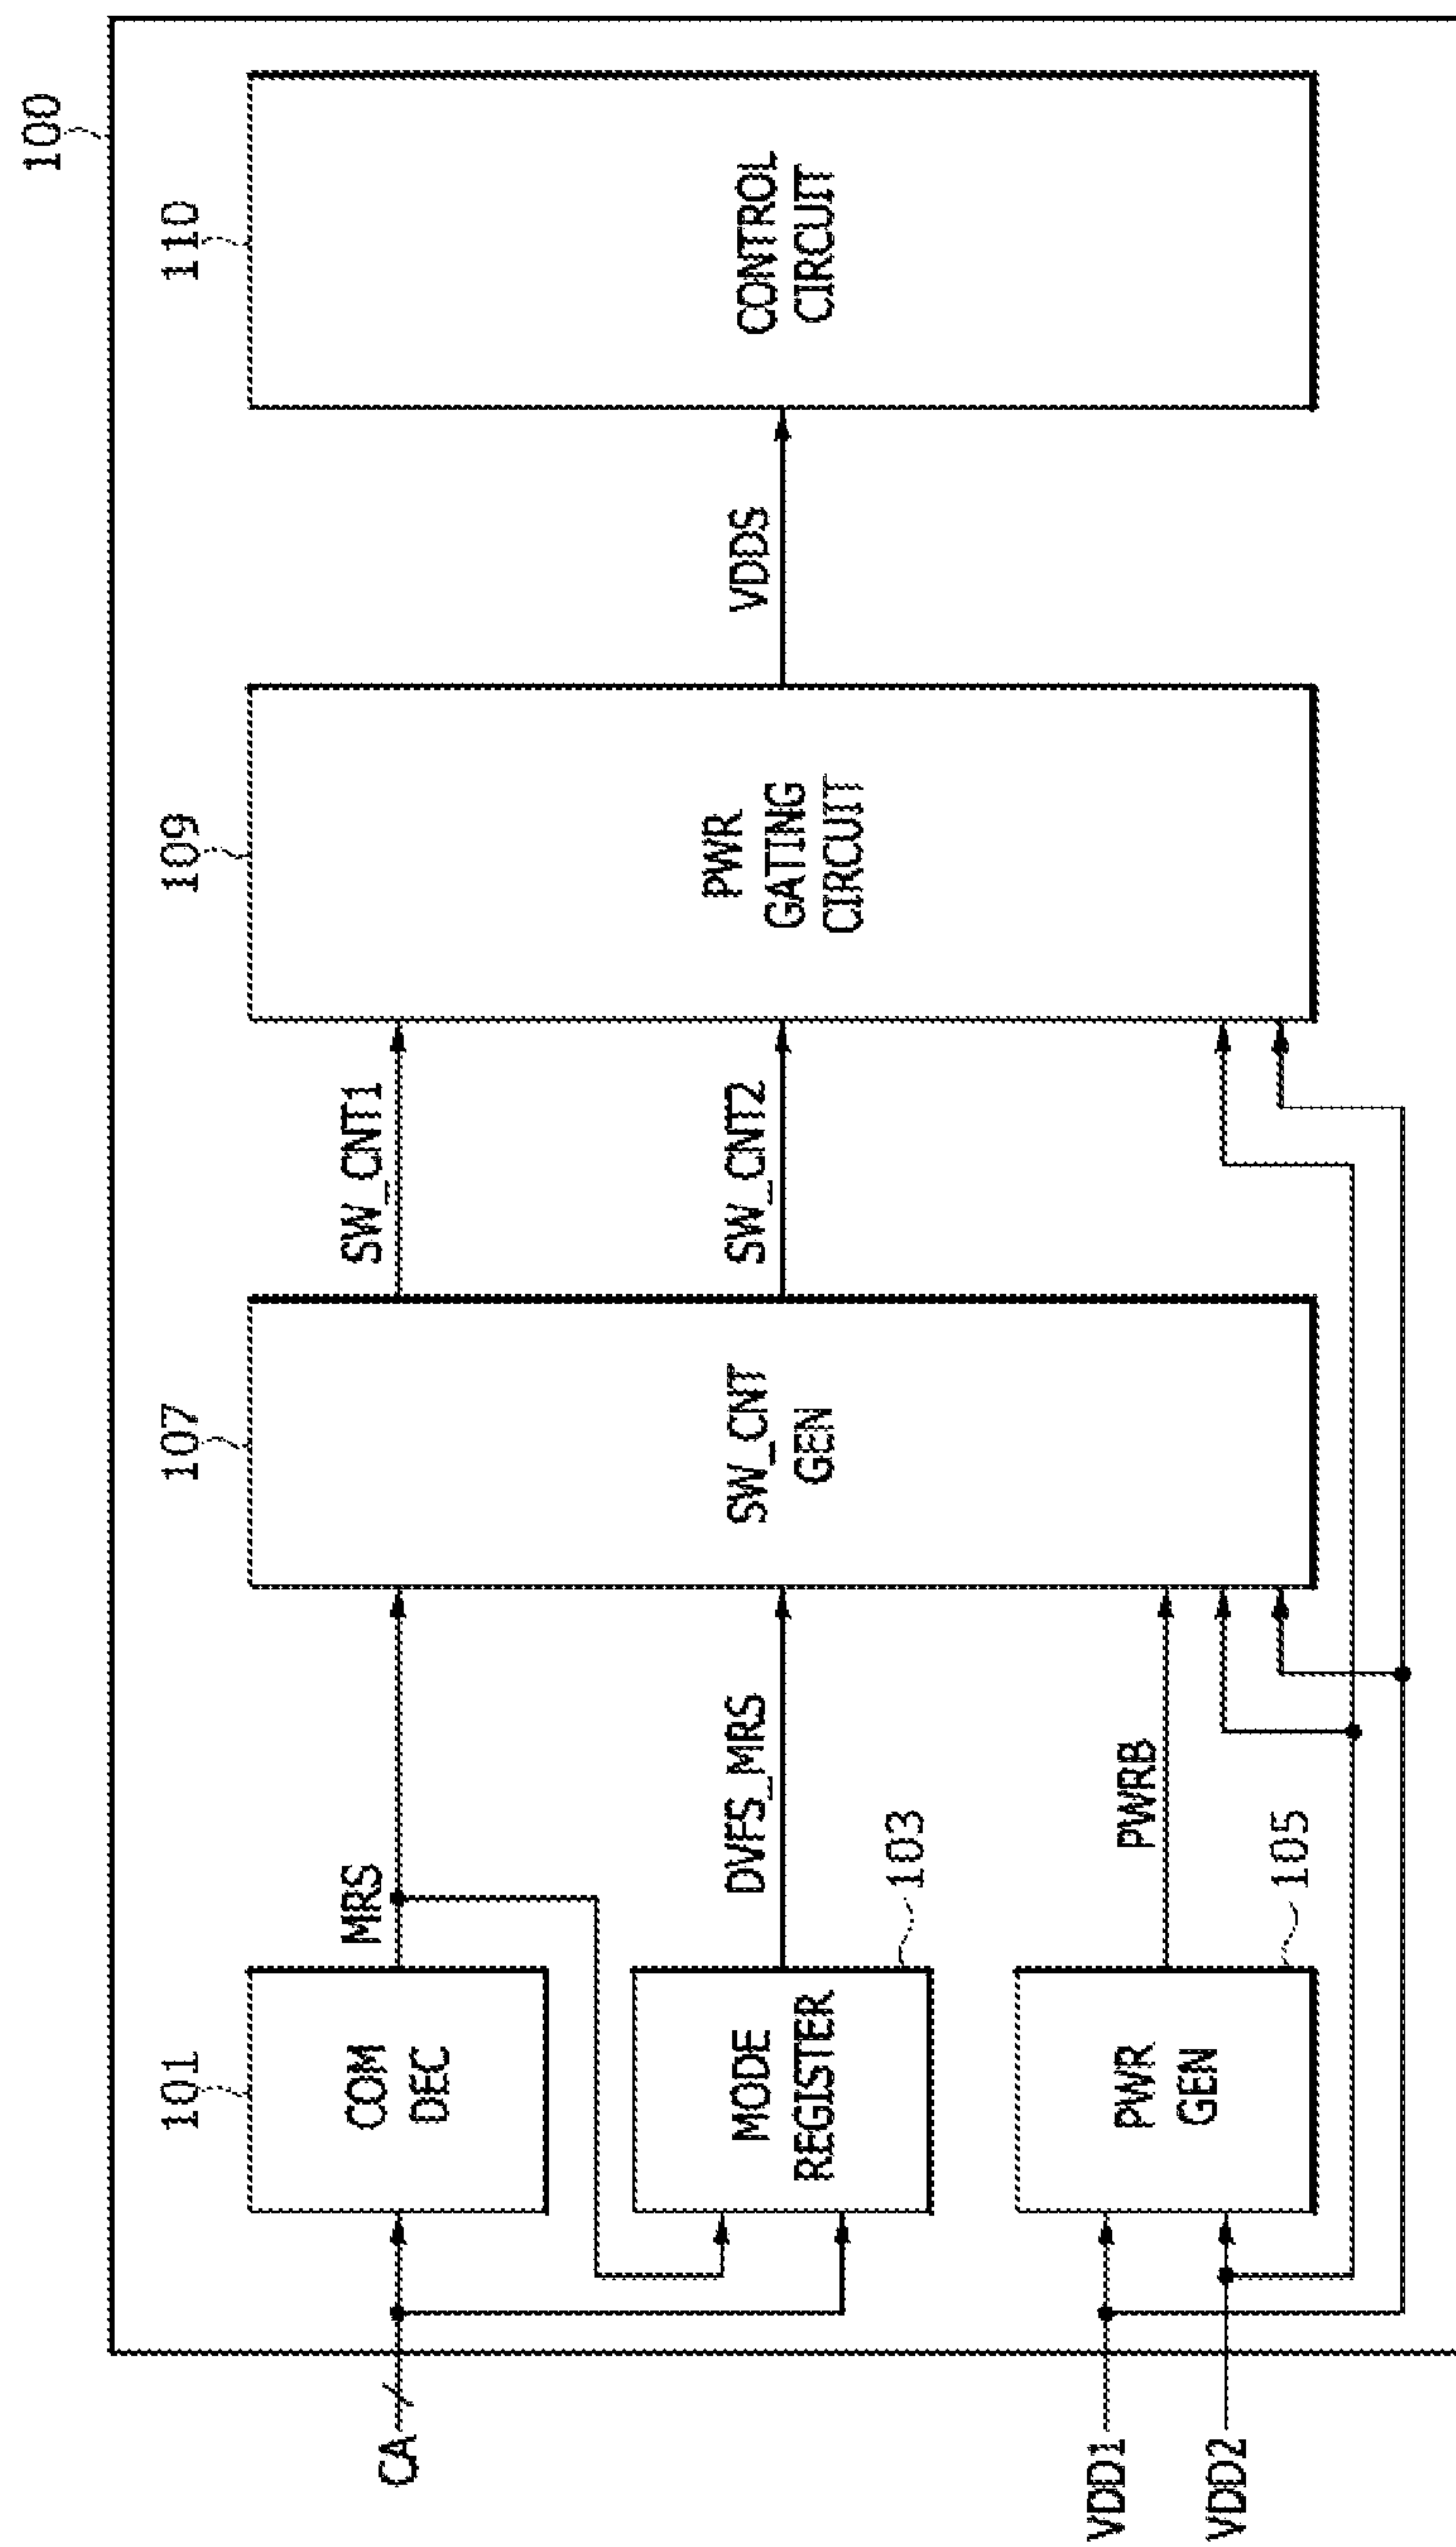 100
101
COM
DEC
MRS
107
SW_CNT
GEN
SW_CNT1
109
PWR
GATING
CIRCUIT
110
CONTROL
CIRCUIT
CA
MODE
REGISTER
103
DVFS_MRS
SW_CNT2
VDDS
VDD1
VDD2
PWR
GEN
105
PWRB